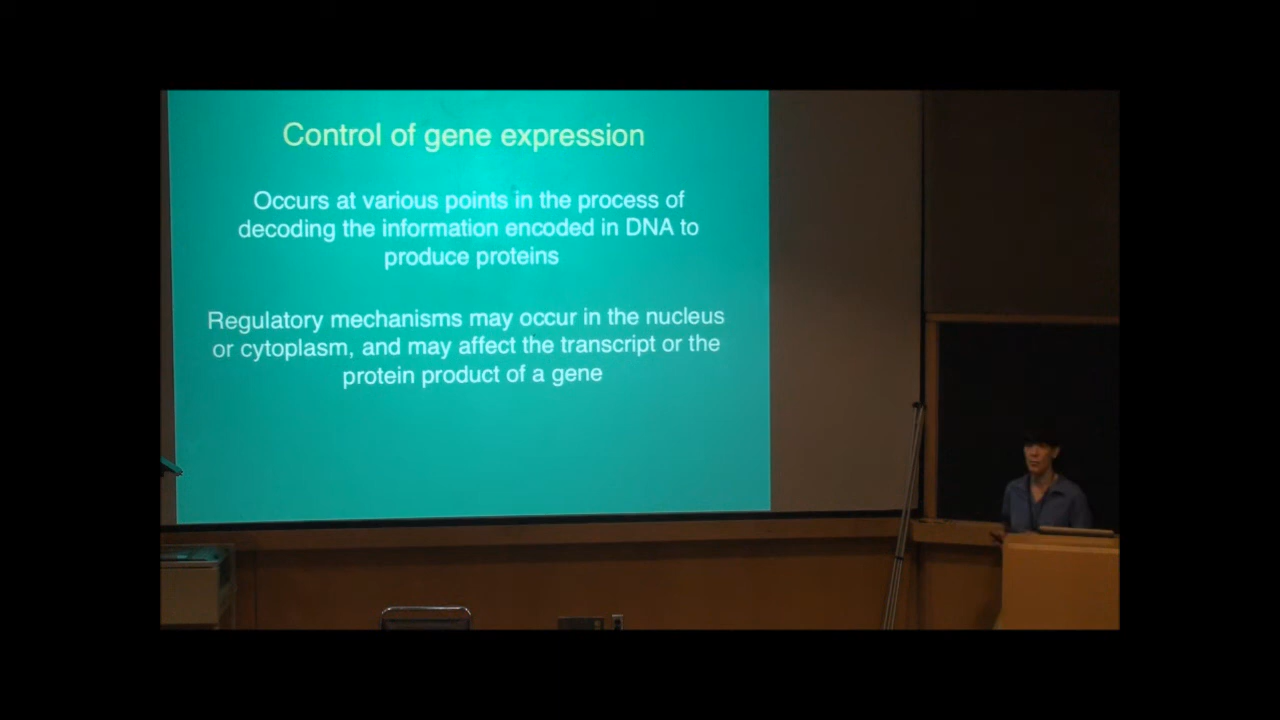 Control of gene expression
Occurs at various points in the process of
decoding the information encoded in DNA to
produce proteins
Regulatory mechanisms may occur in the nucleus
or cytoplasm, and may affect the transcript or the
protein product of a gene